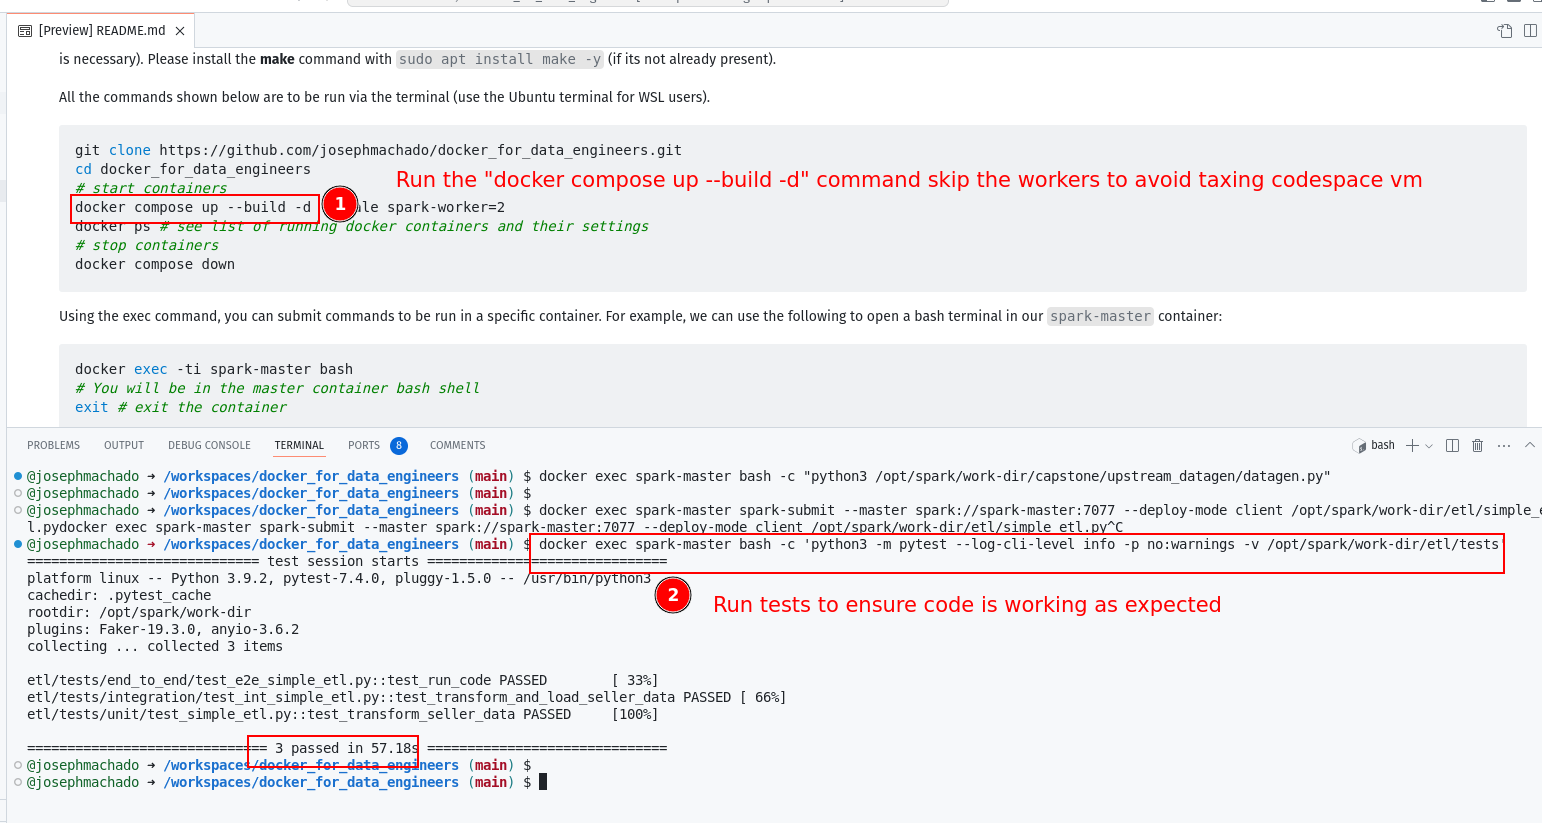 [Preview] README.md
is necessary). Please install the make command with sudo apt install make -y (if its not already present).
All the commands shown below are to be run via the terminal (use the Ubuntu terminal for WSL users).
git clone https://github.com/josephmachado/docker_for_data_engineers.git
cd docker_for_data_engineers
# start containers
Run the "docker compose up --build -d" command skip the workers to avoid taxing codespace vm
docker compose up --build -d 1 ale spark-worker=2
docker ps # see list of running docker containers and their settings
# stop containers
docker compose down
Using the exec command, you can submit commands to be run in a specific container. For example, we can use the following to open a bash terminal in our spark-master container:
docker exec -ti spark-master bash
# You will be in the master container bash shell
exit # exit the container
PROBLEMS OUTPUT DEBUG CONSOLE TERMINAL PORTS 8 COMMENTS bash
@josephmachado ➜ /workspaces/docker_for_data_engineers (main) $ docker exec spark-master bash -c "python3 /opt/spark/work-dir/capstone/upstream_datagen/datagen.py"
@josephmachado ➜ /workspaces/docker_for_data_engineers (main) $
@josephmachado ➜ /workspaces/docker_for_data_engineers (main) $ docker exec spark-master spark-submit --master spark://spark-master:7077 --deploy-mode client /opt/spark/work-dir/etl/simple_e
l.pydocker exec spark-master spark-submit --master spark://spark-master:7077 --deploy-mode client /opt/spark/work-dir/etl/simple_etl.py^C
@josephmachado ➜ /workspaces/docker_for_data_engineers (main) $ docker exec spark-master bash -c 'python3 -m pytest --log-cli-level info -p no:warnings -v /opt/spark/work-dir/etl/tests'
============================= test session starts ==============================
platform linux -- Python 3.9.2, pytest-7.4.0, pluggy-1.5.0 -- /usr/bin/python3
cachedir: .pytest_cache
2 Run tests to ensure code is working as expected
rootdir: /opt/spark/work-dir
plugins: Faker-19.3.0, anyio-3.6.2
collecting ... collected 3 items
etl/tests/end_to_end/test_e2e_simple_etl.py::test_run_code PASSED [ 33%]
etl/tests/integration/test_int_simple_etl.py::test_transform_and_load_seller_data PASSED [ 66%]
etl/tests/unit/test_simple_etl.py::test_transform_seller_data PASSED [100%]
============================== 3 passed in 57.18s ==============================
@josephmachado ➜ /workspaces/docker_for_data_engineers (main) $
@josephmachado ➜ /workspaces/docker_for_data_engineers (main) $